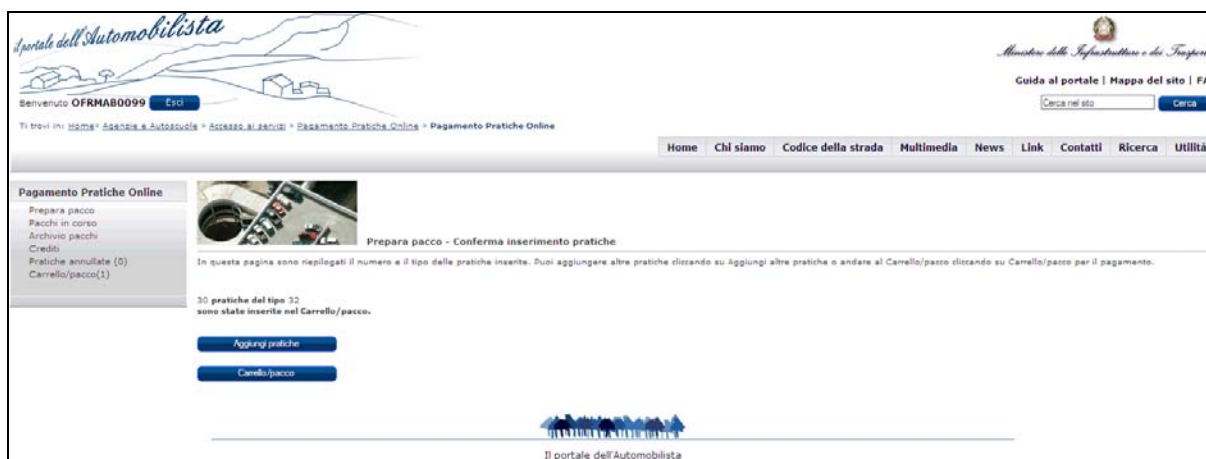 il portale dell'Automobilista
Ministero delle Infrastrutture e dei Trasporti
Guida al portale | Mappa del sito | FA
Benvenuto OFRMAB0099 Esci
Cerca nel sito Cerca
Ti trovi in: Home» Agenzie e Autoscuole » Accesso ai servizi » Pagamento Pratiche Online » Pagamento Pratiche Online
Home Chi siamo Codice della strada Multimedia News Link Contatti Ricerca Utilità
Pagamento Pratiche Online
Prepara pacco
Pacchi in corso
Archivio pacchi
Crediti
Pratiche annullate (0)
Carrello/pacco(1)
Prepara pacco - Conferma inserimento pratiche
In questa pagina sono riepilogati il numero e il tipo delle pratiche inserite. Puoi aggiungere altre pratiche cliccando su Aggiungi altre pratiche o andare al Carrello/pacco cliccando su Carrello/pacco per il pagamento.
30 pratiche del tipo 32
sono state inserite nel Carrello/pacco.
Aggiungi pratiche
Carrello/pacco
Il portale dell'Automobilista